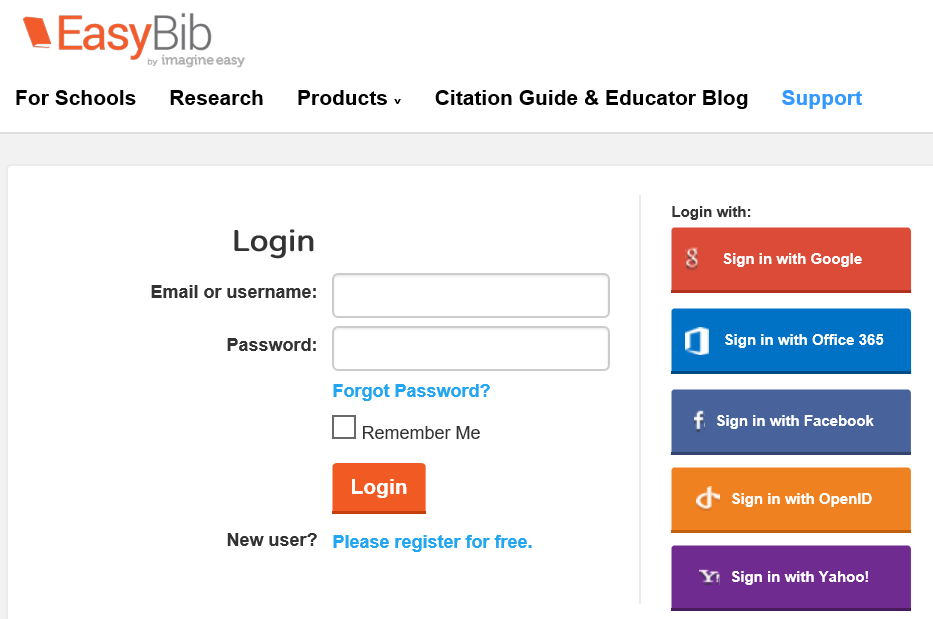 EasyBib
by imagine easy
For Schools Research Products v Citation Guide & Educator Blog Support
Login
Email or username:
Password:
Forgot Password?
Remember Me
Login
New user? Please register for free.
Login with:
Sign in with Google
Sign in with Office 365
Sign in with Facebook
Sign in with OpenID
Sign in with Yahoo!